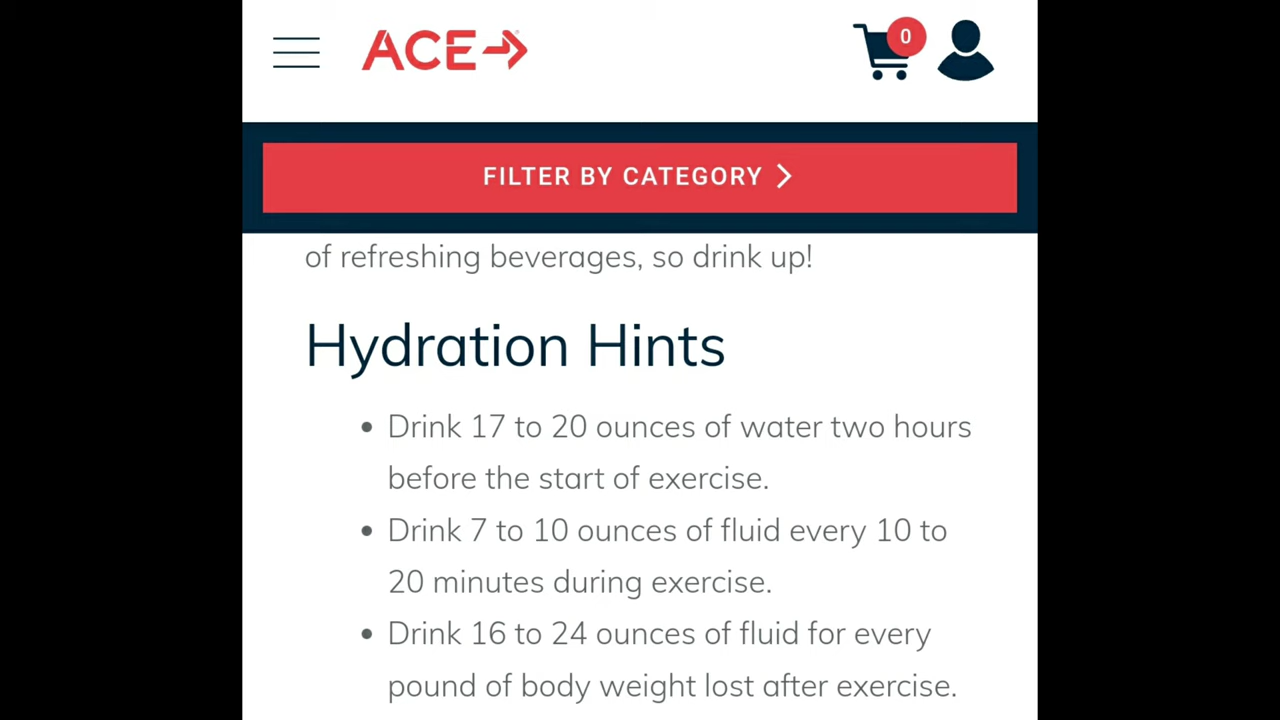 ACE
0
FILTER BY CATEGORY
of refreshing beverages, so drink up!
Hydration Hints
• Drink 17 to 20 ounces of water two hours
before the start of exercise.
• Drink 7 to 10 ounces of fluid every 10 to
20 minutes during exercise.
• Drink 16 to 24 ounces of fluid for every
pound of body weight lost after exercise.